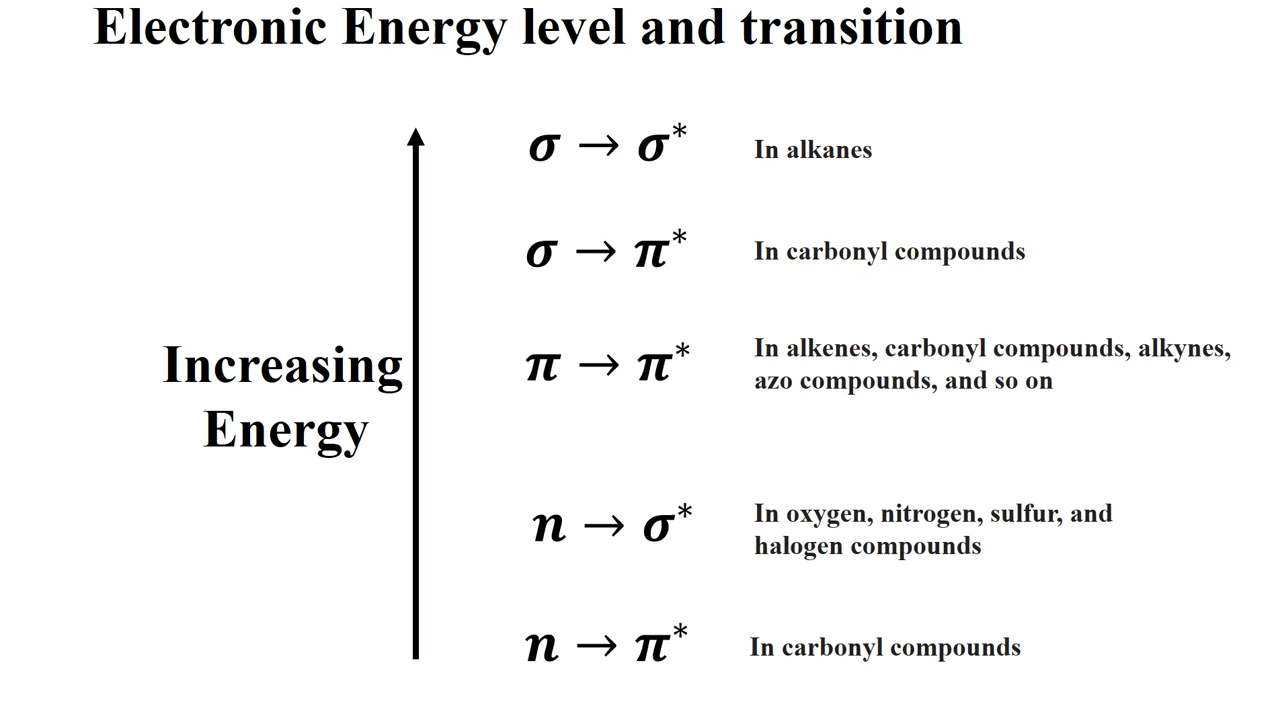 Electronic Energy level and transition
σ → σ* In alkanes
σ → π* In carbonyl compounds
Increasing
Energy
π → π* In alkenes, carbonyl compounds, alkynes,
azo compounds, and so on
n → σ* In oxygen, nitrogen, sulfur, and
halogen compounds
n → π* In carbonyl compounds